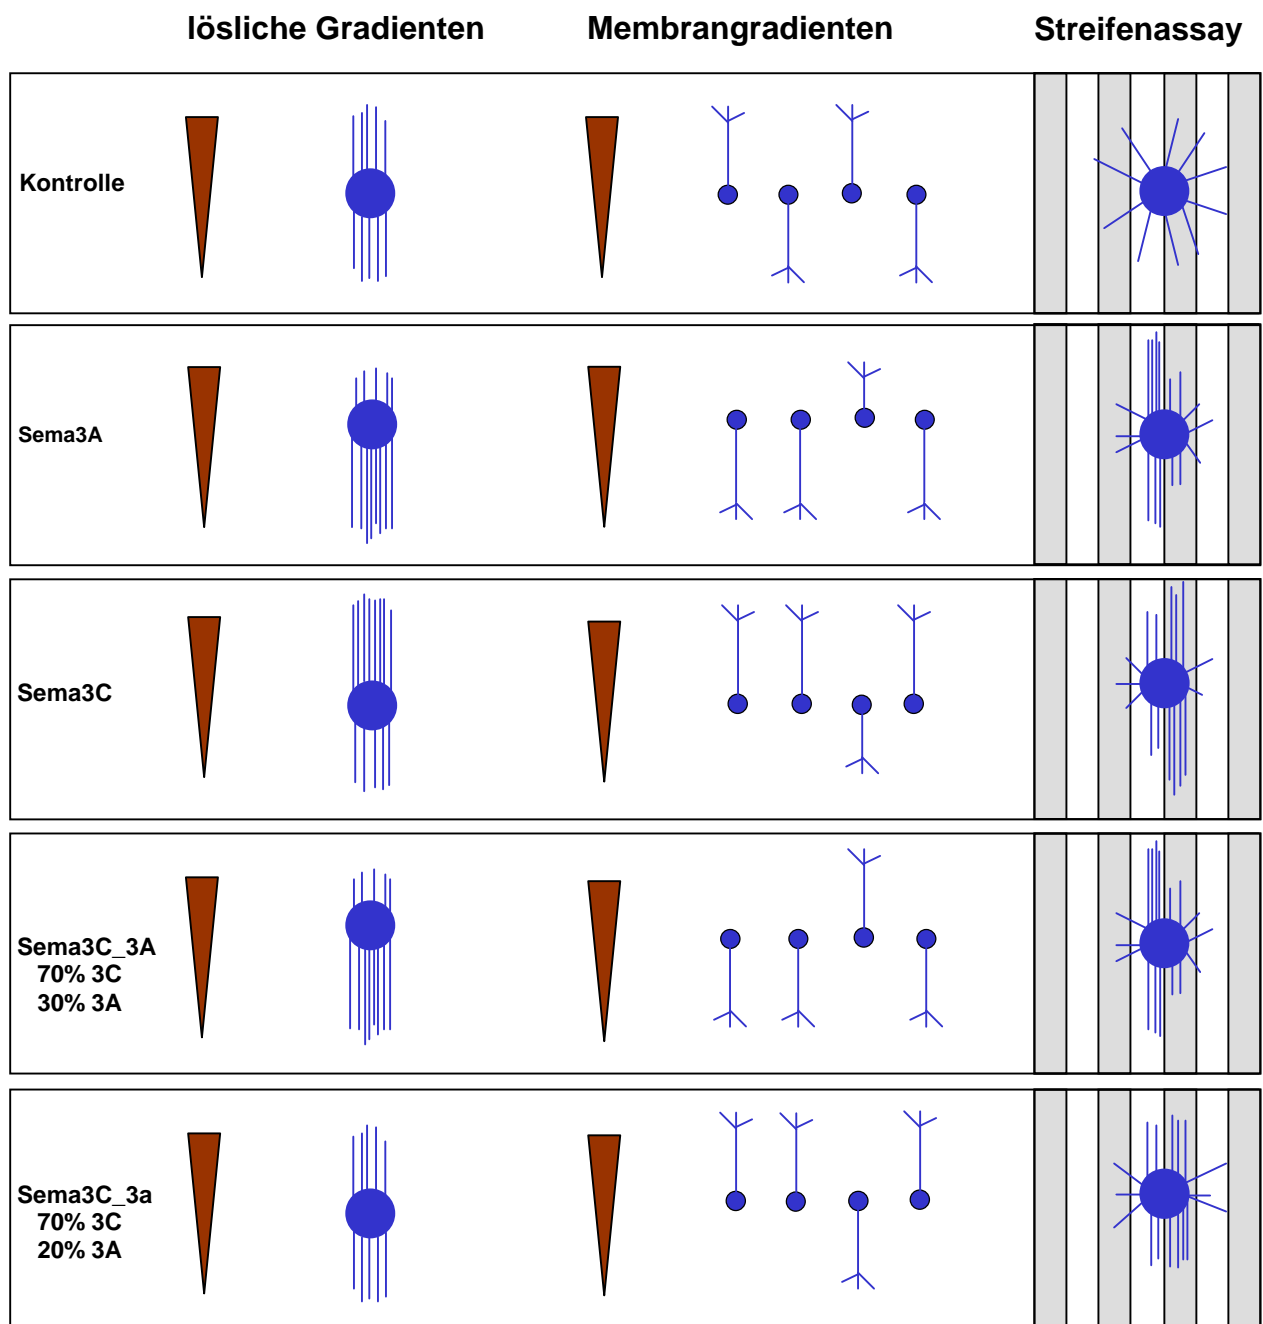 lösliche Gradienten
Membrangradienten
Streifenassay
Kontrolle
Sema3A
Sema3C
Sema3C_3A
70% 3C
30% 3A
Sema3C_3a
70% 3C
20% 3A